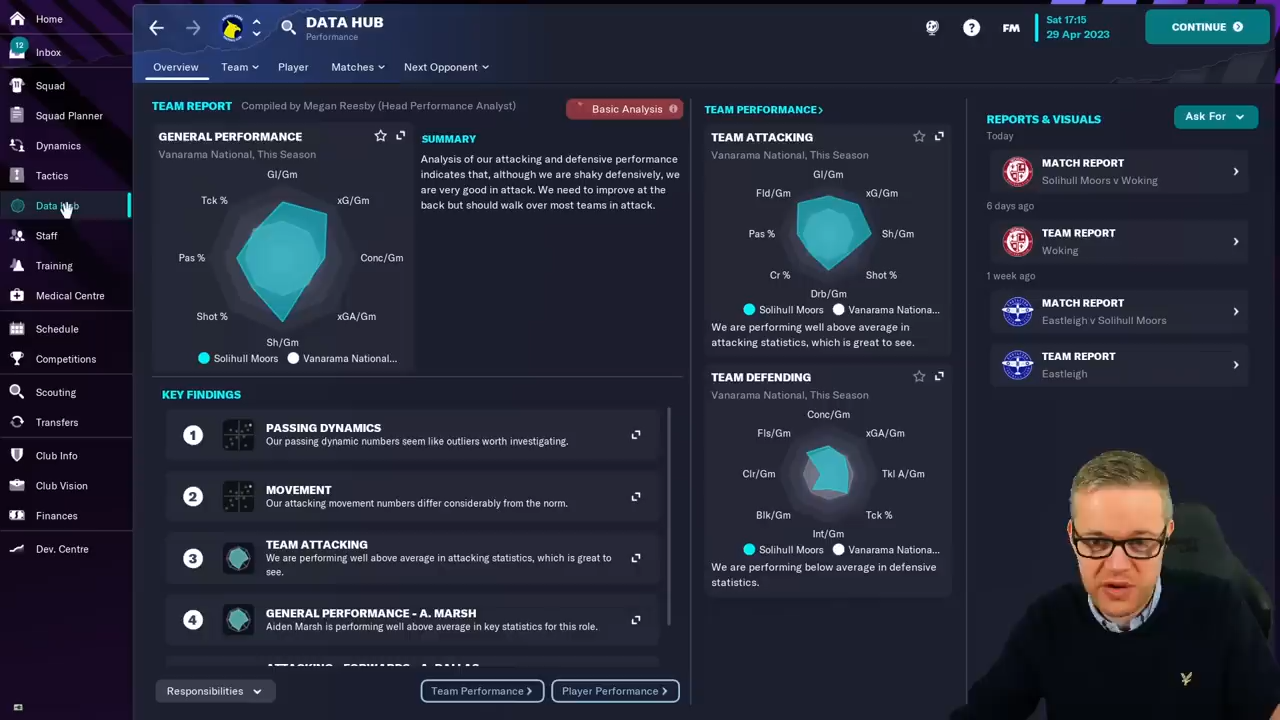 Home
12
Inbox
Squad
Squad Planner
Dynamics
Tactics
Data Hub
Staff
Training
Medical Centre
Schedule
Competitions
Scouting
Transfers
Club Info
Club Vision
Finances
Dev. Centre
DATA HUB
Performance
?
FM
Sat 17:15
29 Apr 2023
CONTINUE
Overview
Team
Player
Matches
Next Opponent
TEAM REPORT
Compiled by Megan Reesby (Head Performance Analyst)
Basic Analysis
GENERAL PERFORMANCE
Vanarama National, This Season
Gl/Gm
xG/Gm
Conc/Gm
xGA/Gm
Sh/Gm
Shot %
Pas %
Tck %
Solihull Moors
Vanarama National...
SUMMARY
Analysis of our attacking and defensive performance
indicates that, although we are shaky defensively, we
are very good in attack. We need to improve at the
back but should walk over most teams in attack.
KEY FINDINGS
1
PASSING DYNAMICS
Our passing dynamic numbers seem like outliers worth investigating.
2
MOVEMENT
Our attacking movement numbers differ considerably from the norm.
3
TEAM ATTACKING
We are performing well above average in attacking statistics, which is great to
see.
4
GENERAL PERFORMANCE - A. MARSH
Aiden Marsh is performing well above average in key statistics for this role.
ATTACKING - FORWARDS - A. DALLAS
Responsibilities
Team Performance >
Player Performance >
TEAM PERFORMANCE >
TEAM ATTACKING
Vanarama National, This Season
Gl/Gm
xG/Gm
Sh/Gm
Shot %
Drb/Gm
Cr %
Pas %
Fld/Gm
Solihull Moors
Vanarama Nationa...
We are performing well above average in
attacking statistics, which is great to see.
TEAM DEFENDING
Vanarama National, This Season
Conc/Gm
xGA/Gm
Tkl A/Gm
Tck %
Int/Gm
Blk/Gm
Clr/Gm
Fls/Gm
Solihull Moors
Vanarama Nationa...
We are performing below average in defensive
statistics.
REPORTS & VISUALS
Ask For
Today
MATCH REPORT
Solihull Moors v Woking
6 days ago
TEAM REPORT
Woking
1 week ago
MATCH REPORT
Eastleigh v Solihull Moors
TEAM REPORT
Eastleigh